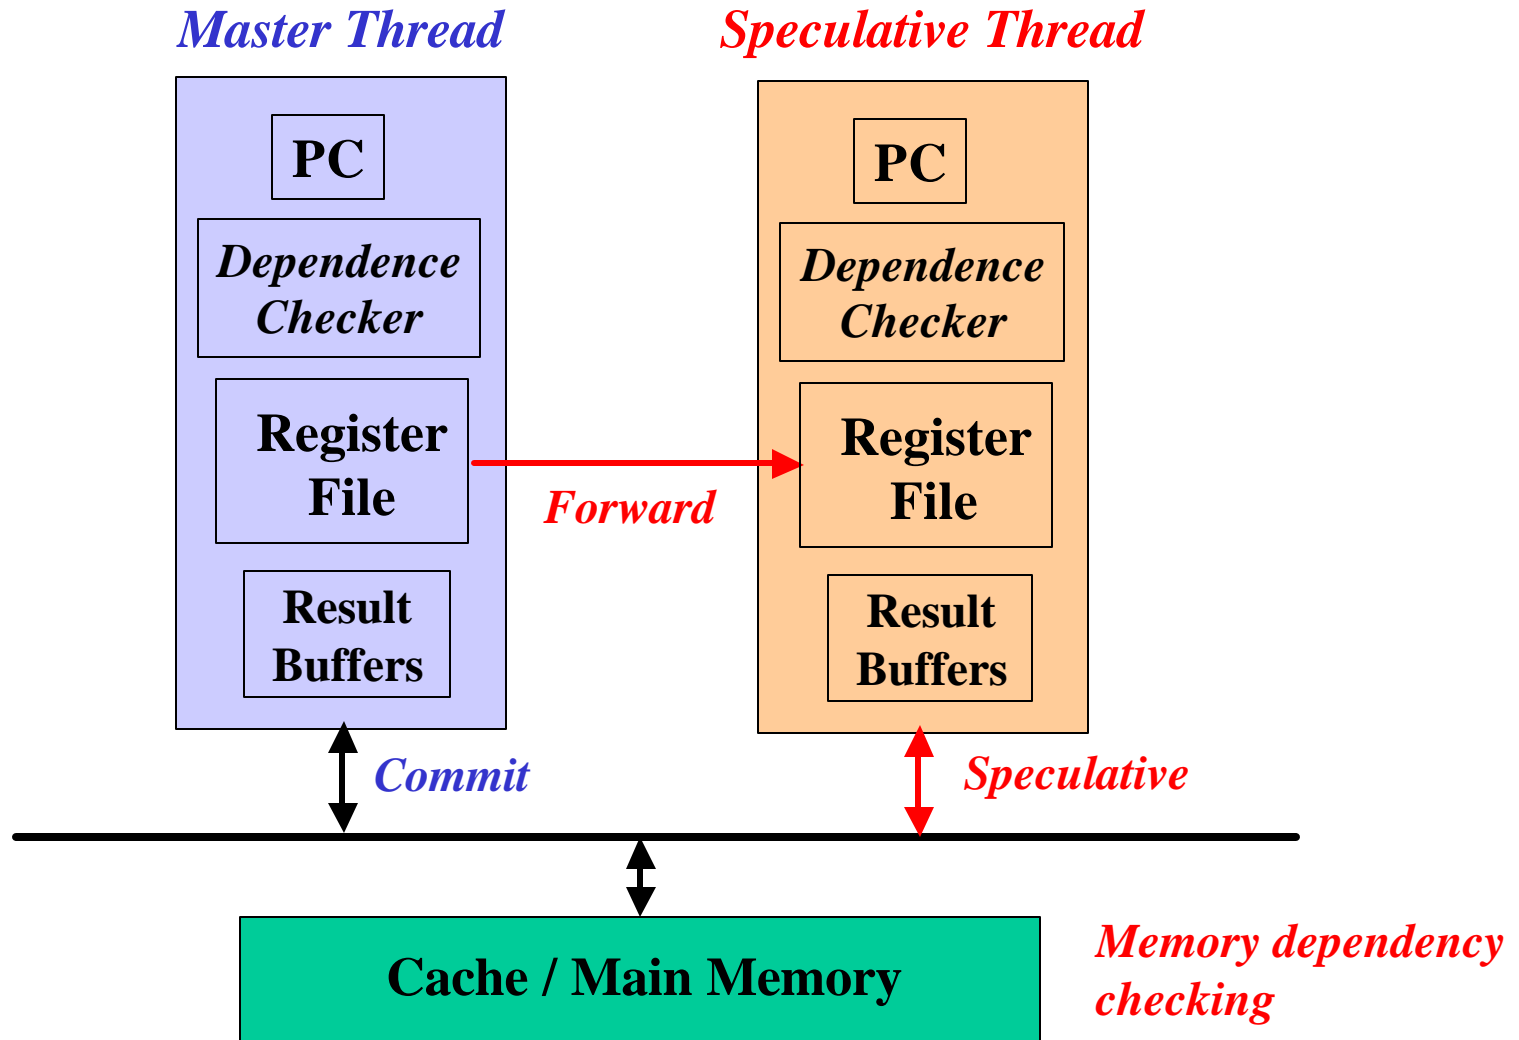 Master Thread
Speculative Thread
PC
Dependence
Checker
Register
File
Result
Buffers
PC
Dependence
Checker
Register
File
Result
Buffers
Forward
Commit
Speculative
Cache / Main Memory
Memory dependency
checking